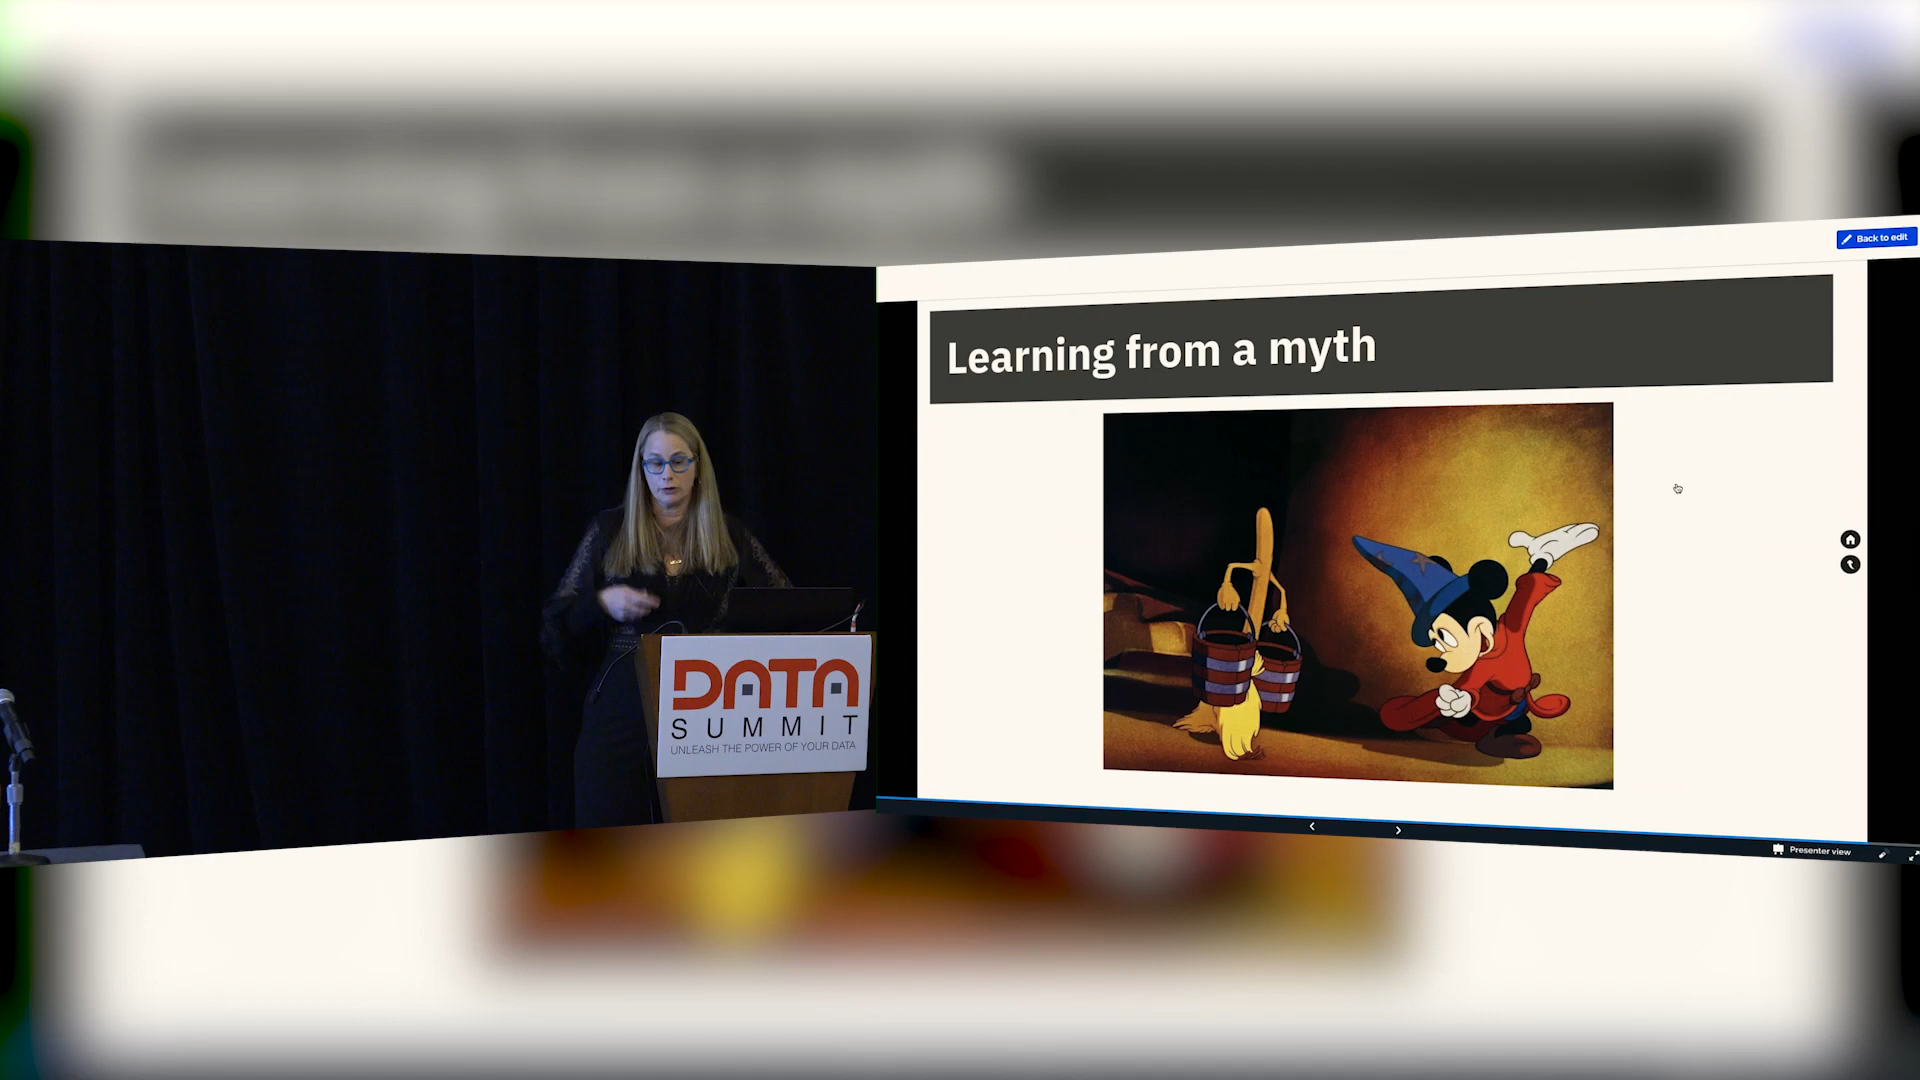 Back to edit
Learning from a myth
DATA
SUMMIT
UNLEASH THE POWER OF YOUR DATA
Presenter view